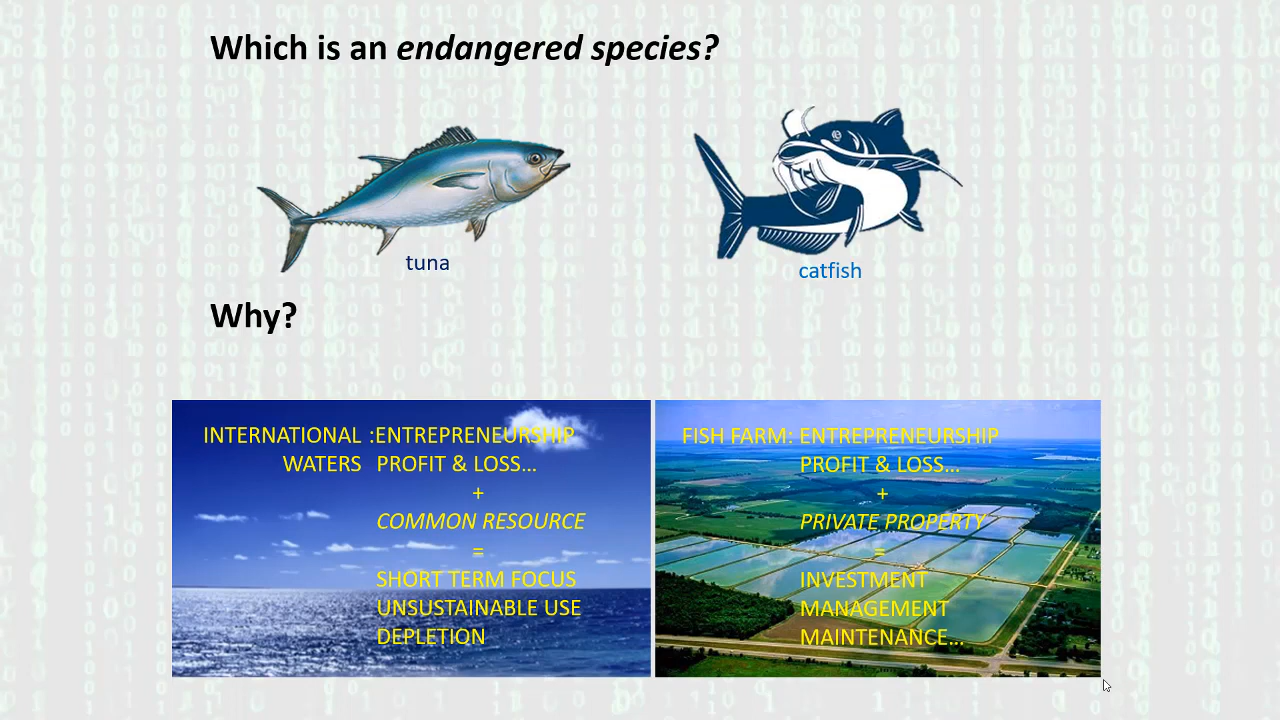 Which is an endangered species?
tuna
catfish
Why?
INTERNATIONAL :ENTREPRENEURSHIP
WATERS PROFIT & LOSS...
+
COMMON RESOURCE
=
SHORT TERM FOCUS
UNSUSTAINABLE USE
DEPLETION
FISH FARM: ENTREPRENEURSHIP
PROFIT & LOSS...
+
PRIVATE PROPERTY
=
INVESTMENT
MANAGEMENT
MAINTENANCE...